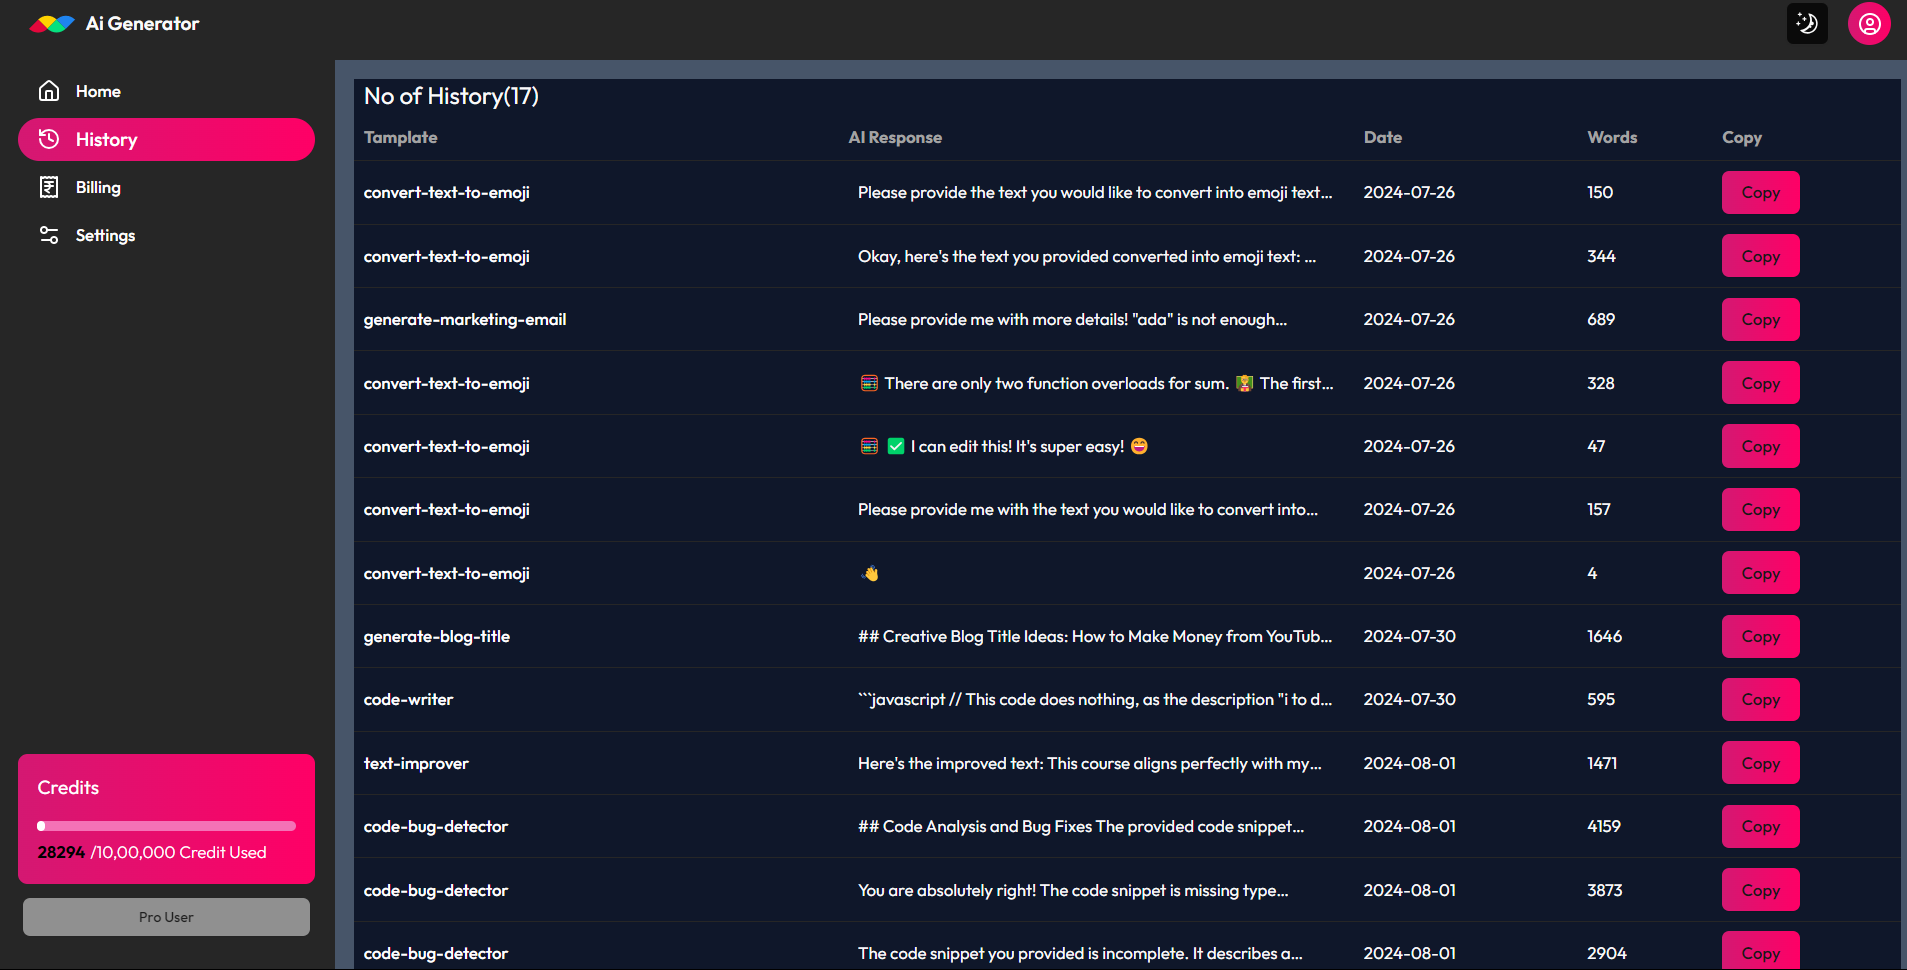 Ai Generator
Home
History
Billing
Settings
Credits
28294 /10,00,000 Credit Used
Pro User
No of History(17)
Tamplate AI Response Date Words Copy
convert-text-to-emoji Please provide the text you would like to convert into emoji text... 2024-07-26 150 Copy
convert-text-to-emoji Okay, here's the text you provided converted into emoji text: ... 2024-07-26 344 Copy
generate-marketing-email Please provide me with more details! "ada" is not enough... 2024-07-26 689 Copy
convert-text-to-emoji 🧮 There are only two function overloads for sum. 👩‍🏫 The first... 2024-07-26 328 Copy
convert-text-to-emoji 🧮 ✅ I can edit this! It's super easy! 😄 2024-07-26 47 Copy
convert-text-to-emoji Please provide me with the text you would like to convert into... 2024-07-26 157 Copy
convert-text-to-emoji 👋 2024-07-26 4 Copy
generate-blog-title ## Creative Blog Title Ideas: How to Make Money from YouTub... 2024-07-30 1646 Copy
code-writer ```javascript // This code does nothing, as the description "i to d... 2024-07-30 595 Copy
text-improver Here's the improved text: This course aligns perfectly with my... 2024-08-01 1471 Copy
code-bug-detector ## Code Analysis and Bug Fixes The provided code snippet... 2024-08-01 4159 Copy
code-bug-detector You are absolutely right! The code snippet is missing type... 2024-08-01 3873 Copy
code-bug-detector The code snippet you provided is incomplete. It describes a... 2024-08-01 2904 Copy